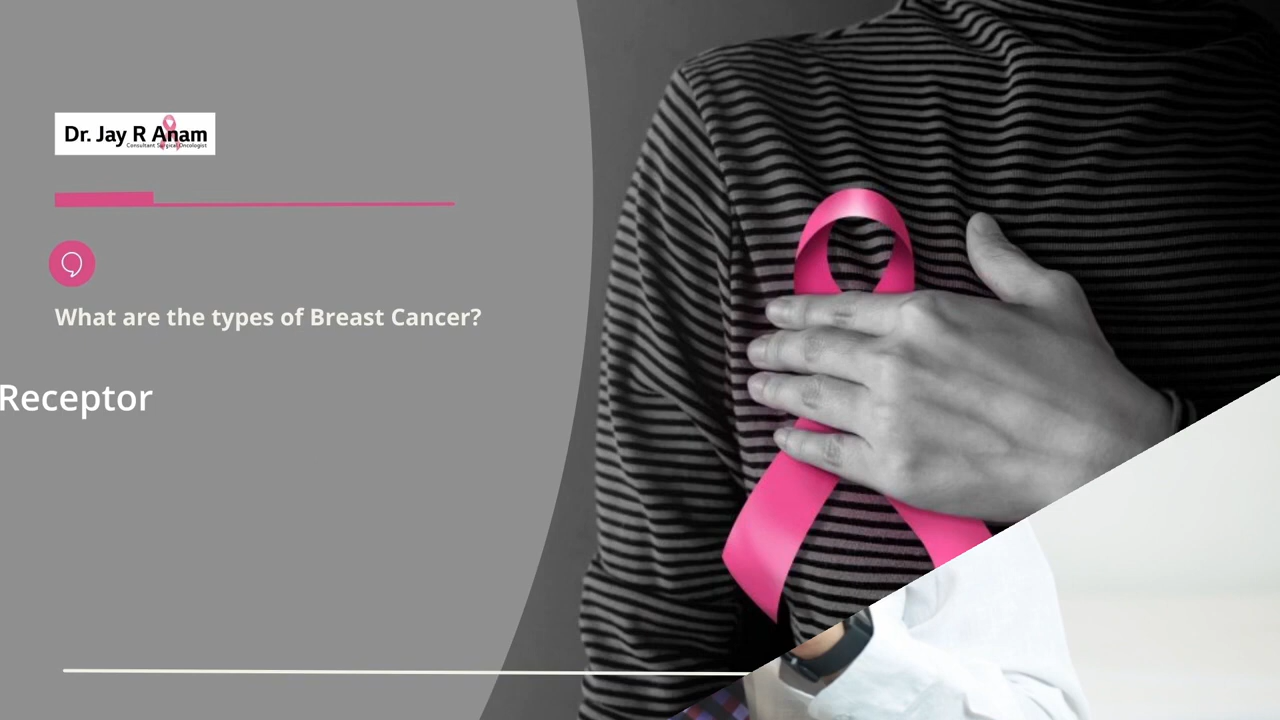 Dr. Jay R Anam
Consultant Surgical Oncologist
What are the types of Breast Cancer?
Receptor